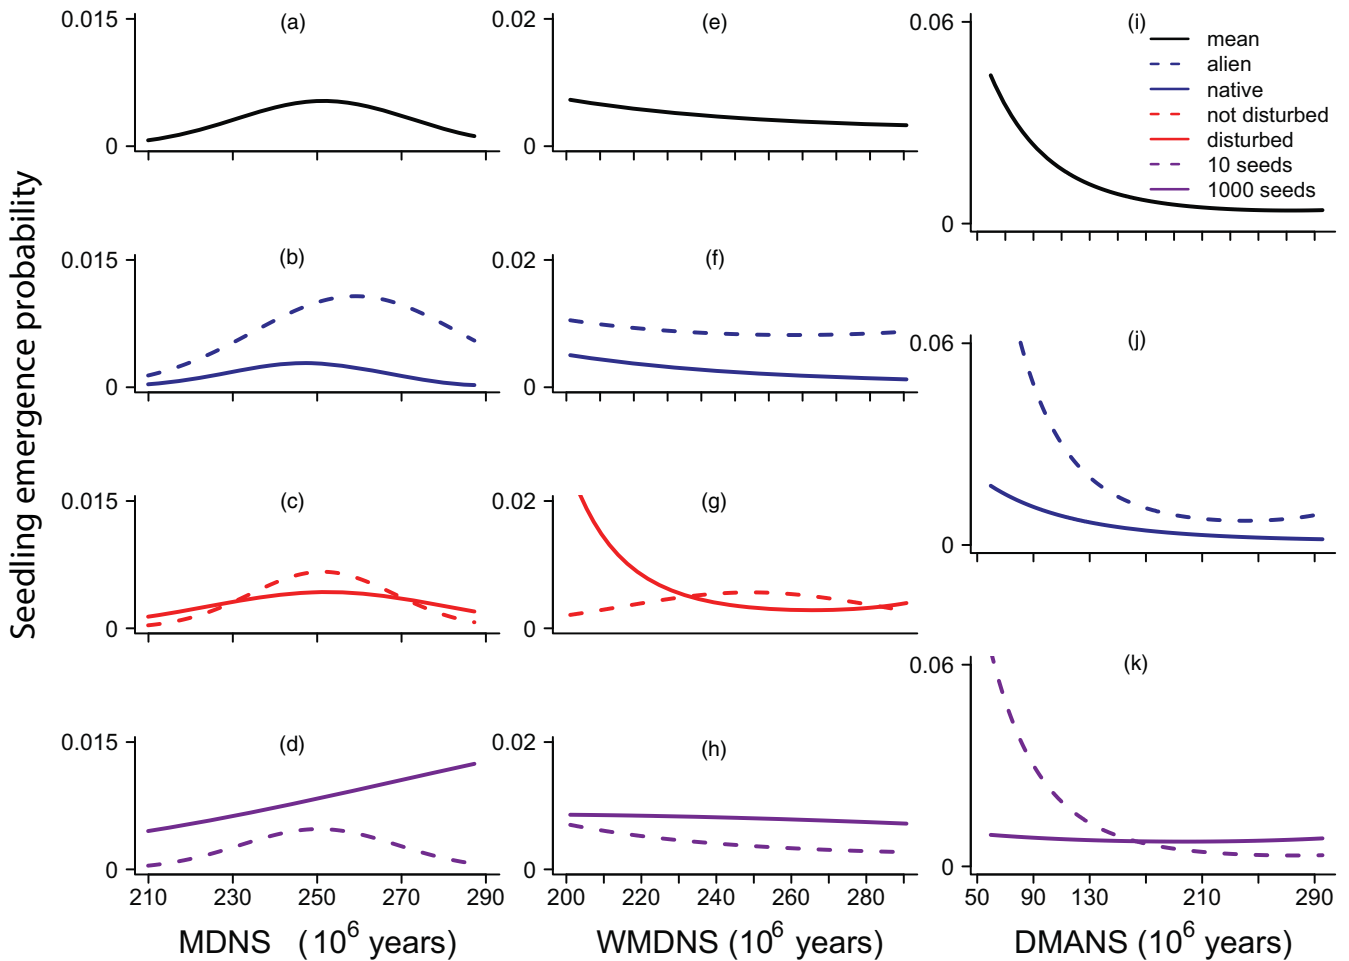 Seedling emergence probability
(a)
0.015
0
(b)
0.015
0
(c)
0.015
0
(d)
0.015
0
210 230 250 270 290
MDNS (10⁶ years)
(e)
0.02
0
(f)
0.02
0
(g)
0.02
0
(h)
0.02
0
200 220 240 260 280
WMDNS (10⁶ years)
(i)
0.06
0
mean
alien
native
not disturbed
disturbed
10 seeds
1000 seeds
(j)
0.06
0
(k)
0.06
0
50 90 130 210 290
DMANS (10⁶ years)